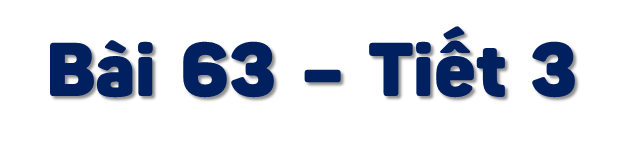 Bài 63 – Tiết 3